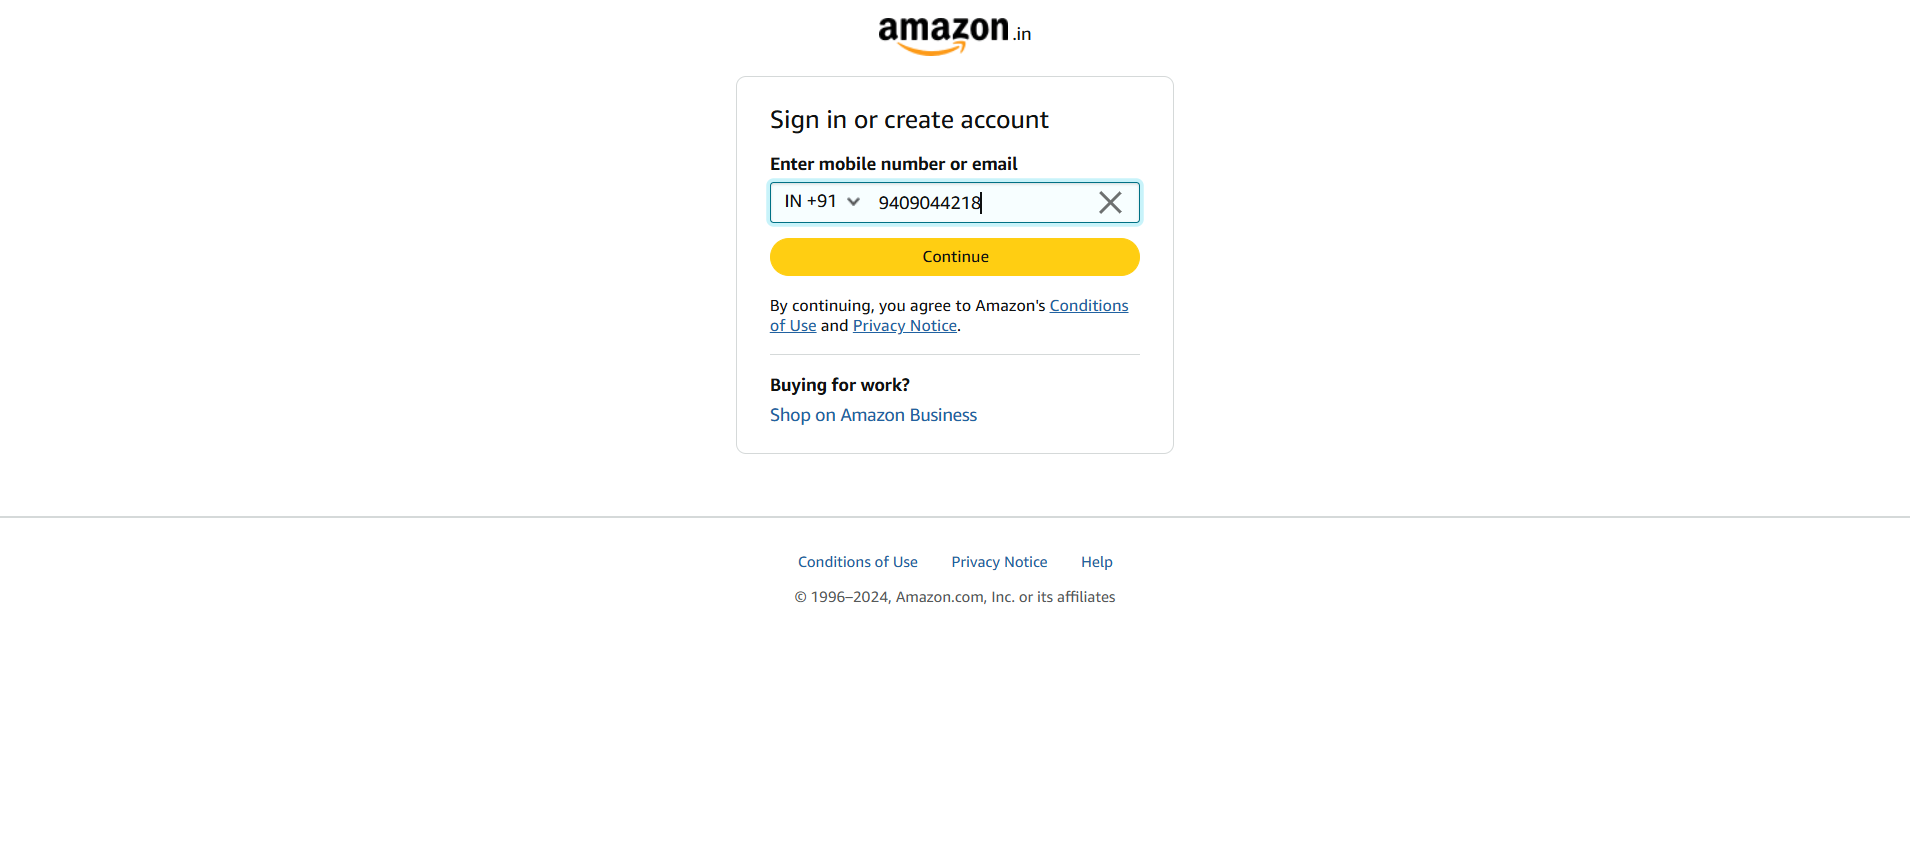 amazon.in
Sign in or create account
Enter mobile number or email
IN +91 9409044218
Continue
By continuing, you agree to Amazon's Conditions
of Use and Privacy Notice.
Buying for work?
Shop on Amazon Business
Conditions of Use Privacy Notice Help
© 1996–2024, Amazon.com, Inc. or its affiliates